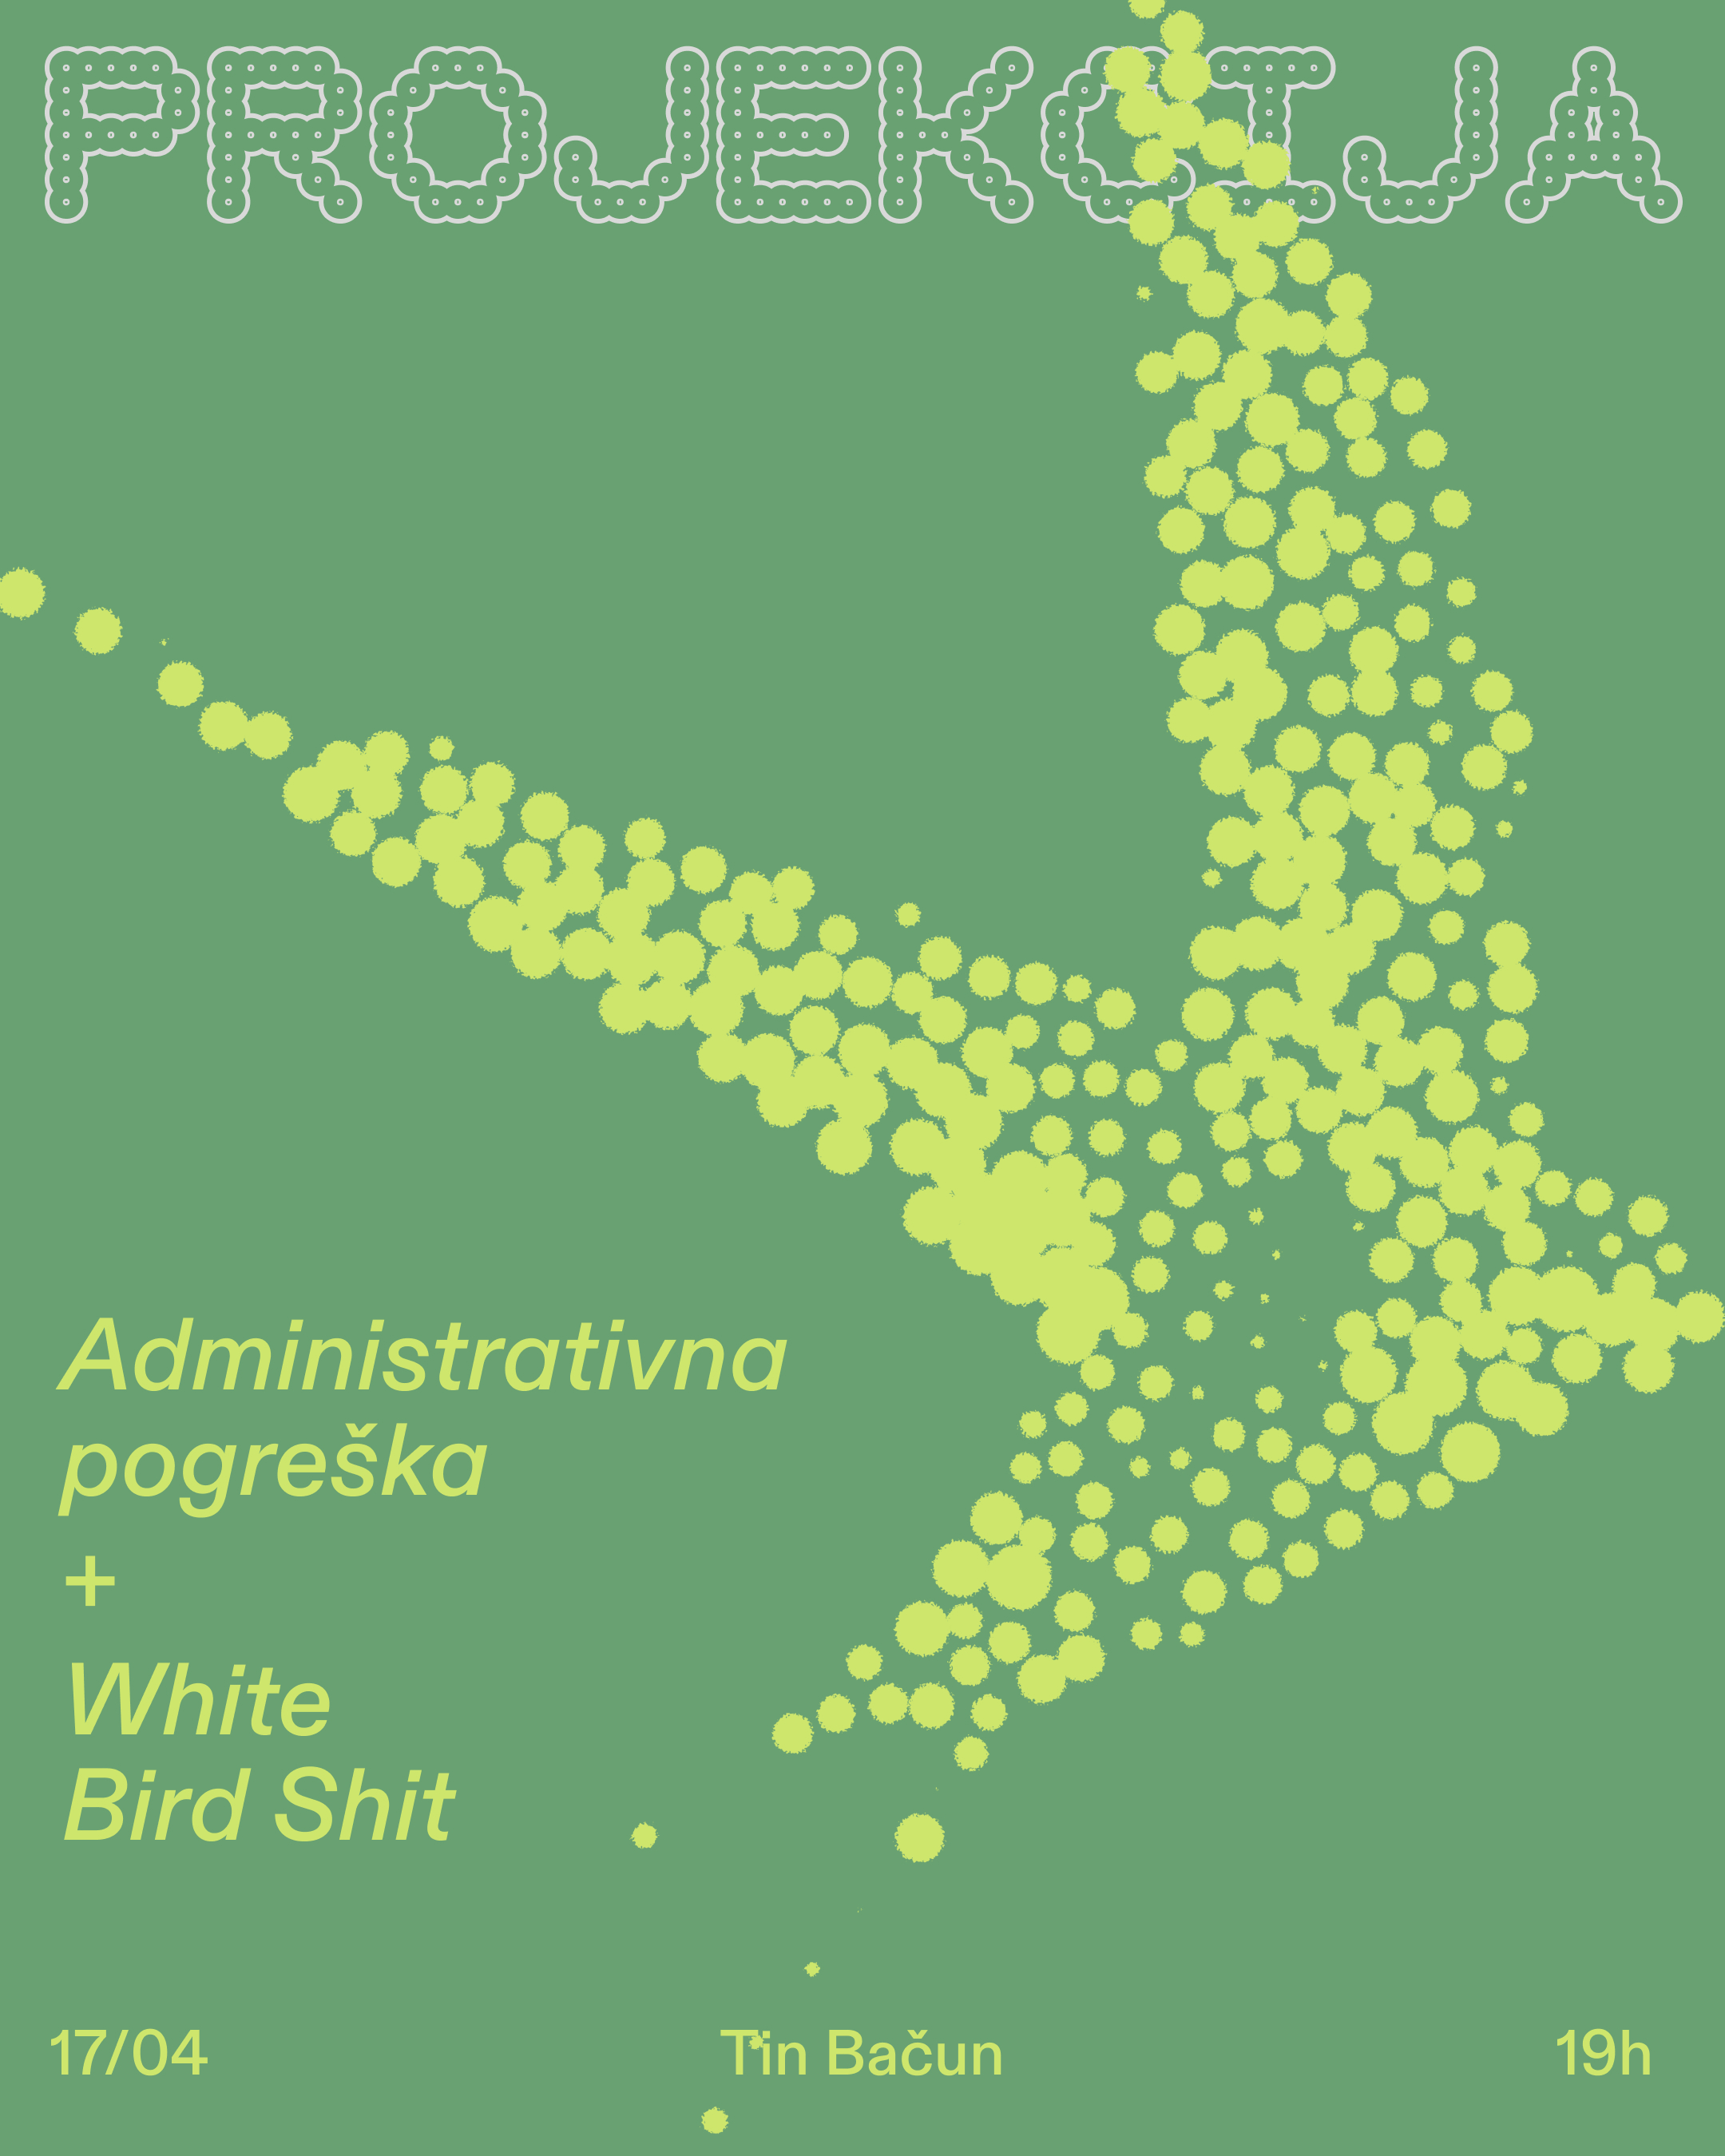 PROJEKCIJA
Administrativna
pogreška
+
White
Bird Shit
17/04
Tin Bačun
19h